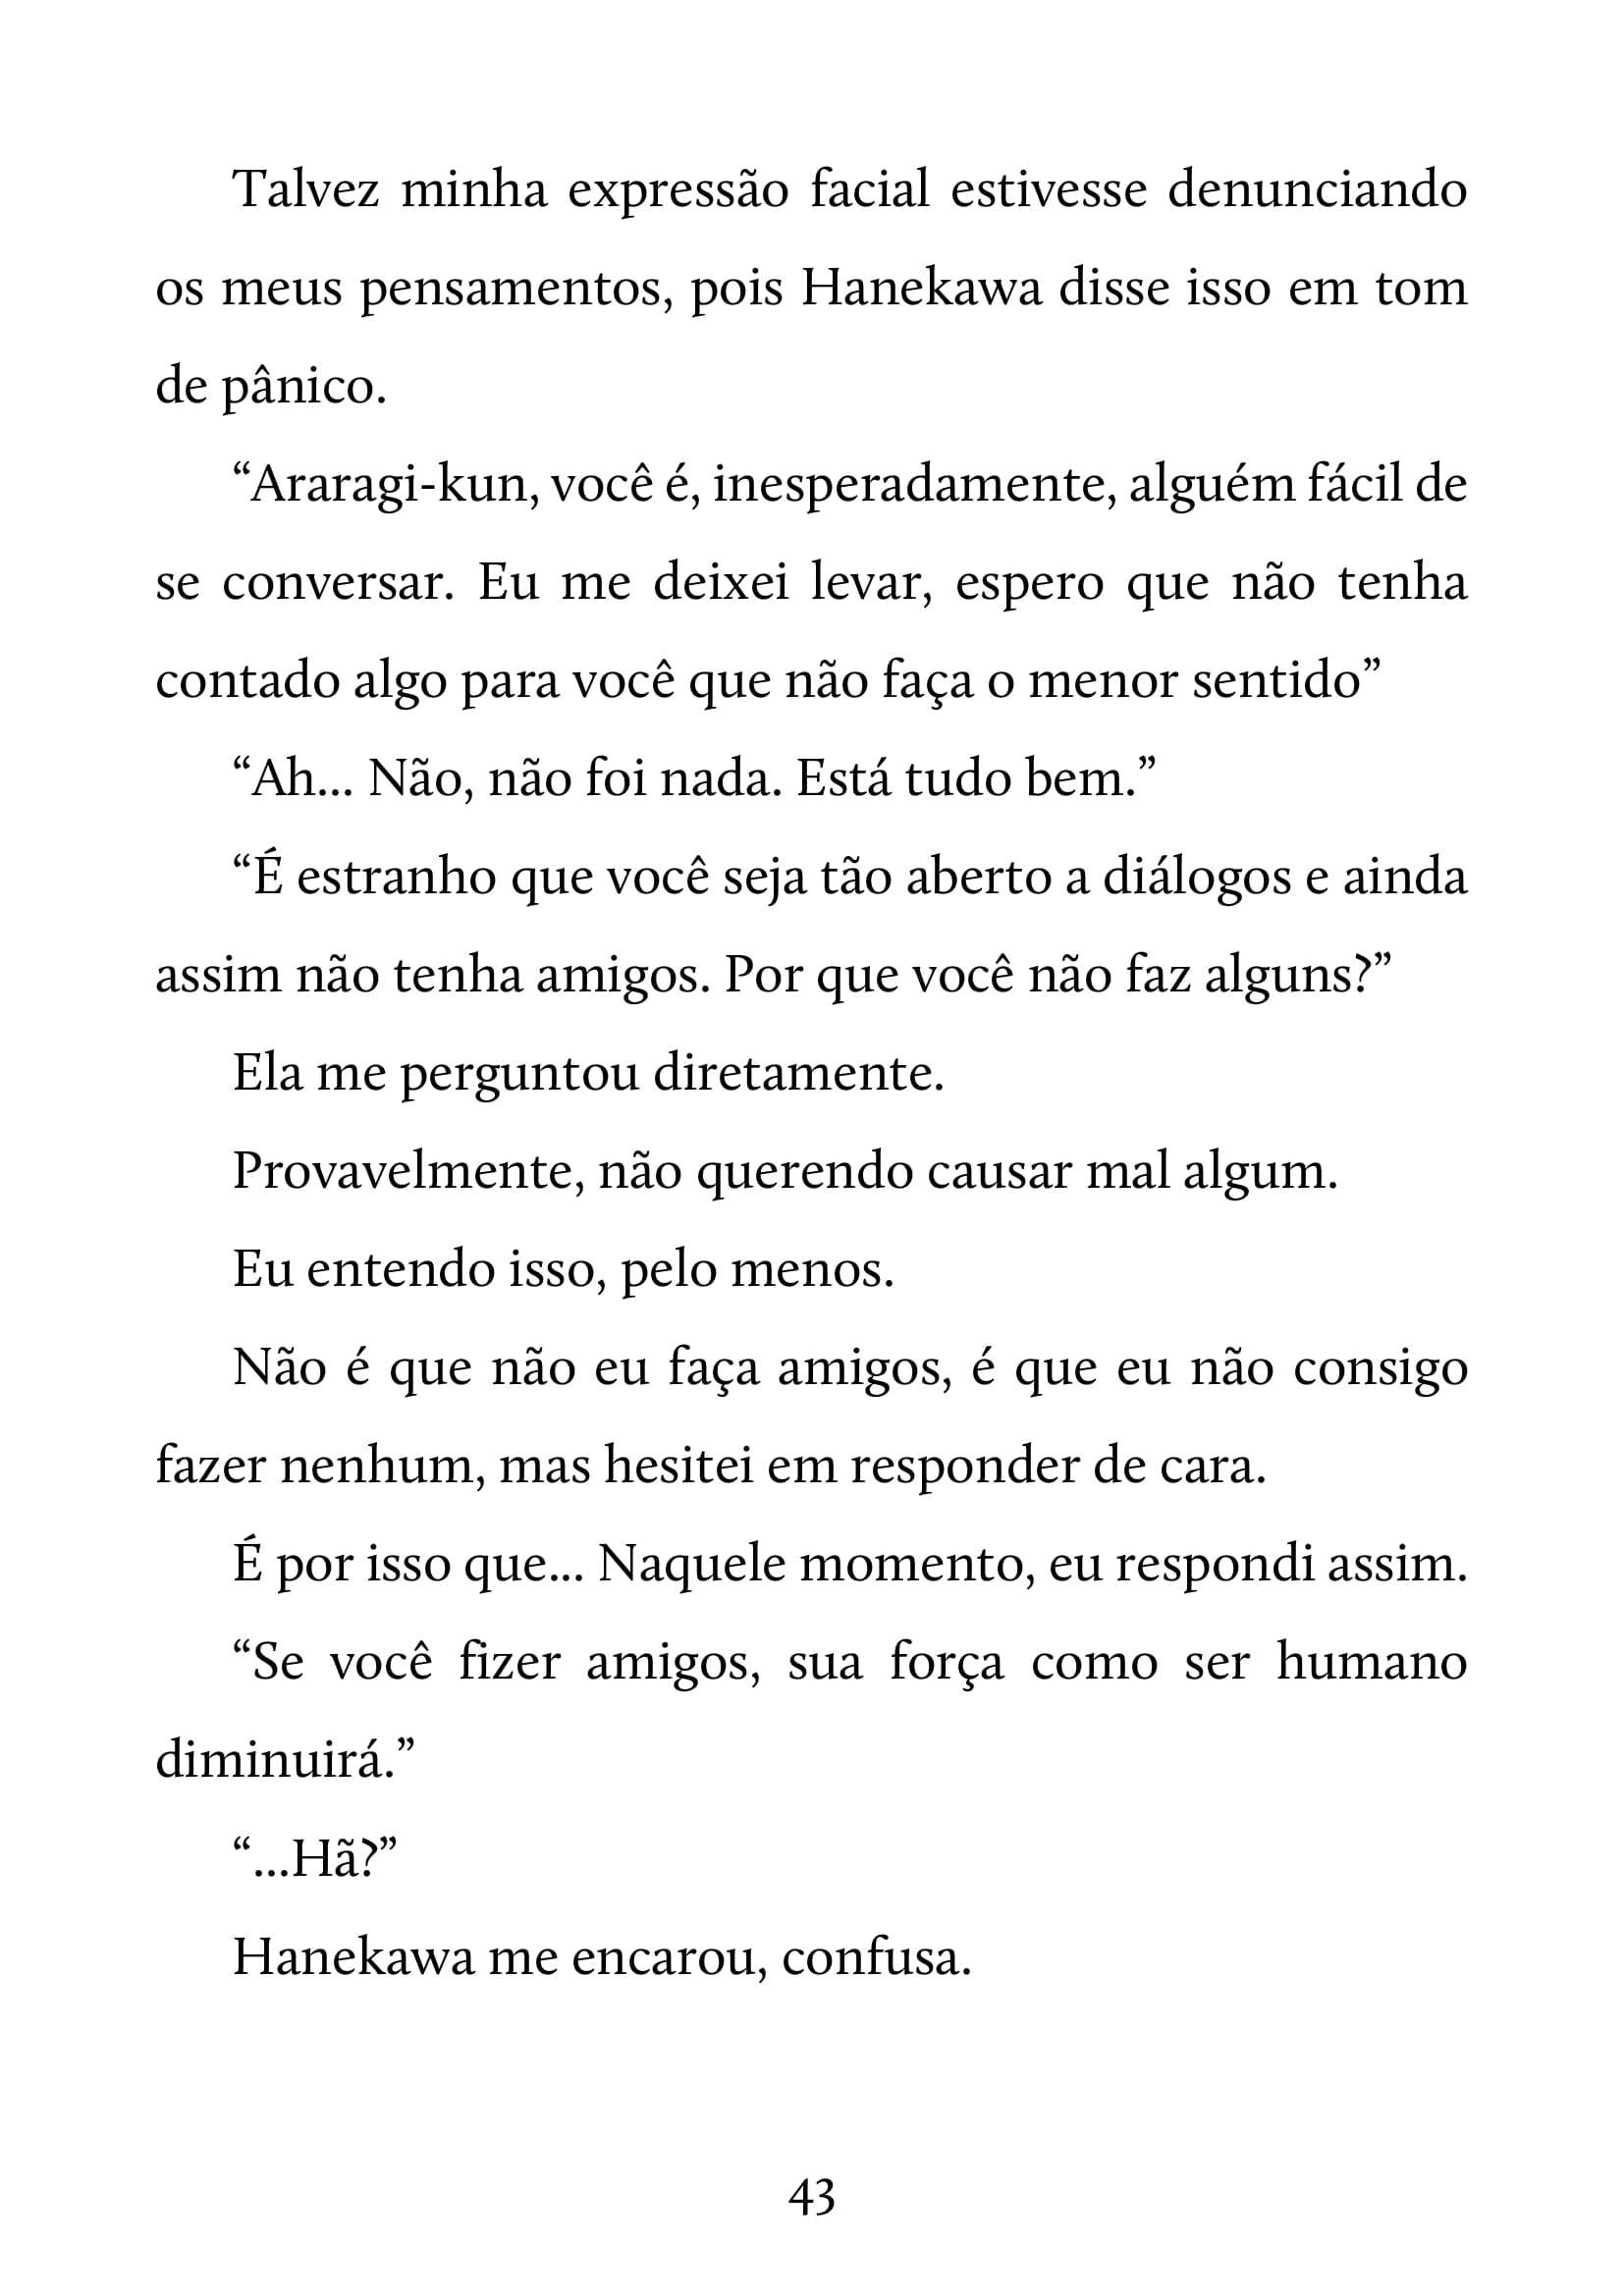 Talvez minha expressão facial estivesse denunciando
os meus pensamentos, pois Hanekawa disse isso em tom
de pânico.
“Araragi-kun, você é, inesperadamente, alguém fácil de
se conversar. Eu me deixei levar, espero que não tenha
contado algo para você que não faça o menor sentido”
“Ah... Não, não foi nada. Está tudo bem.”
“É estranho que você seja tão aberto a diálogos e ainda
assim não tenha amigos. Por que você não faz alguns?”
Ela me perguntou diretamente.
Provavelmente, não querendo causar mal algum.
Eu entendo isso, pelo menos.
Não é que não eu faça amigos, é que eu não consigo
fazer nenhum, mas hesitei em responder de cara.
É por isso que... Naquele momento, eu respondi assim.
“Se você fizer amigos, sua força como ser humano
diminuirá.”
“...Hã?”
Hanekawa me encarou, confusa.
43